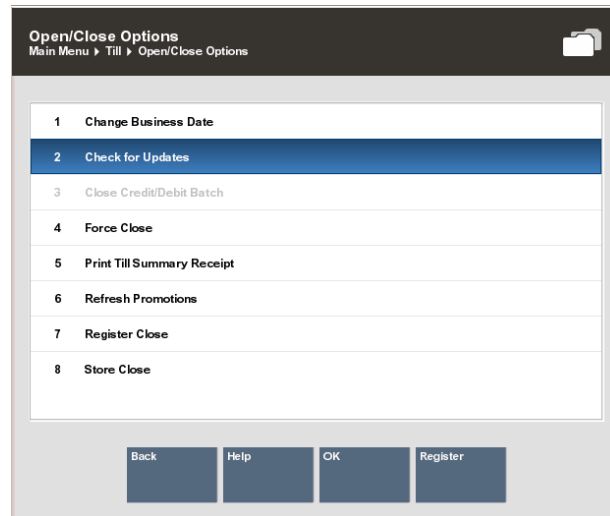 Open/Close Options
Main Menu ▸ Till ▸ Open/Close Options
1 Change Business Date
2 Check for Updates
3 Close Credit/Debit Batch
4 Force Close
5 Print Till Summary Receipt
6 Refresh Promotions
7 Register Close
8 Store Close
Back Help OK Register